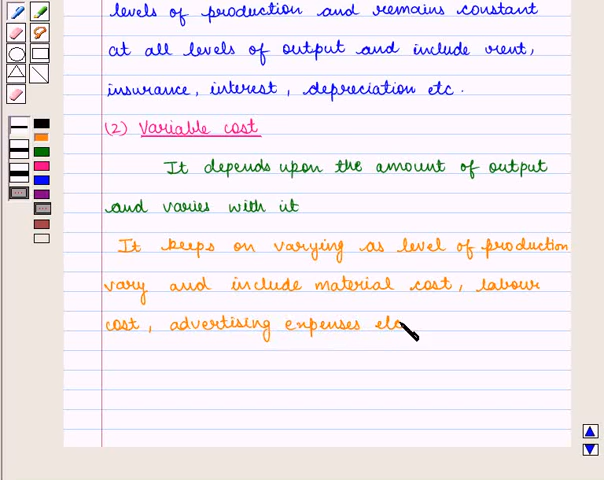 levels of production and remains constant
at all levels of output and include rent,
insurance, interest, depreciation etc.
(2) Variable cost
It depends upon the amount of output
and varies with it
It keeps on varying as level of production
vary and include material cost, labour
cost, advertising expenses etc